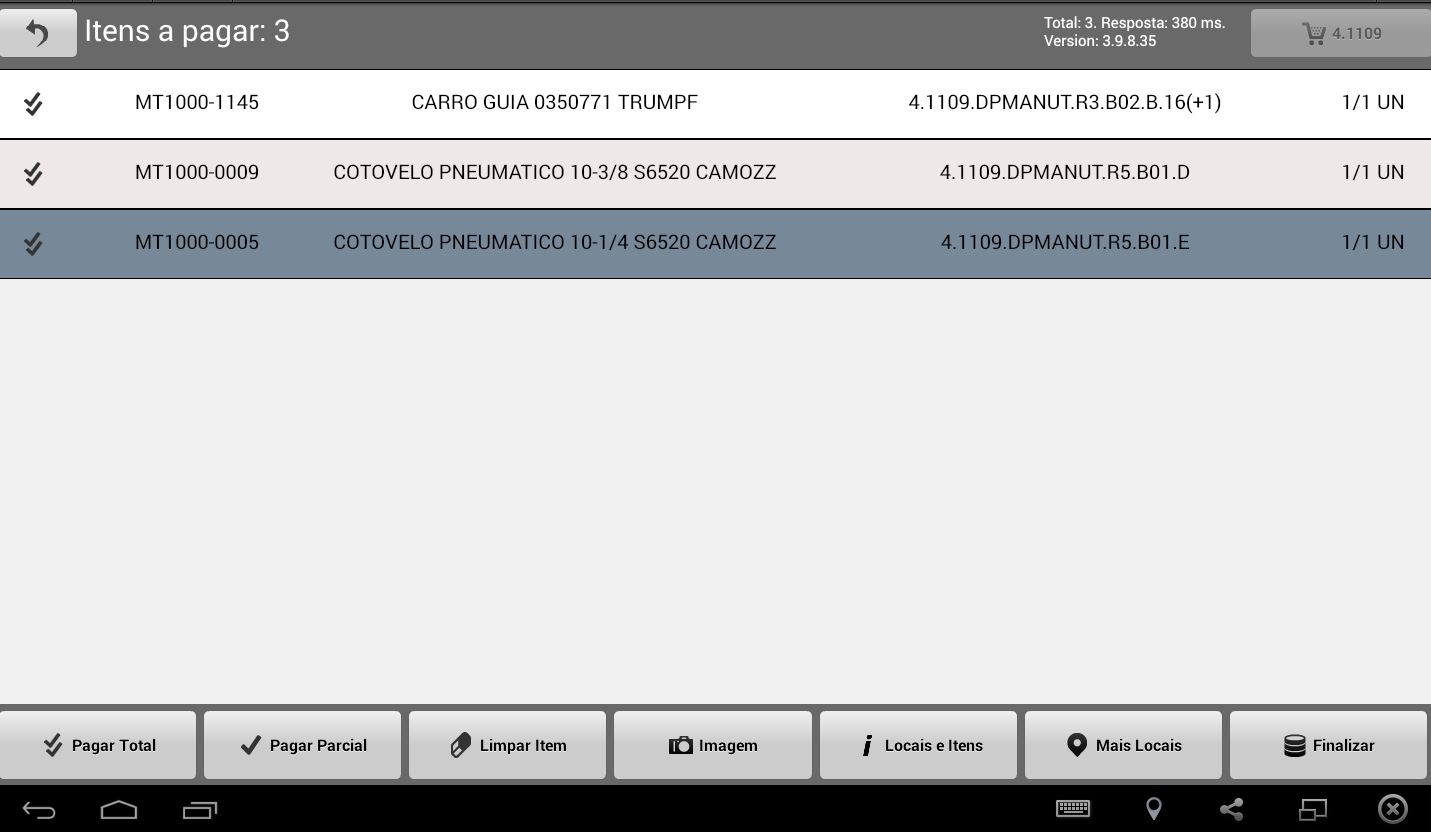 Itens a pagar: 3
Total: 3. Resposta: 380 ms.
Version: 3.9.8.35
4.1109
MT1000-1145 CARRO GUIA 0350771 TRUMPF 4.1109.DPMANUT.R3.B02.B.16(+1) 1/1 UN
MT1000-0009 COTOVELO PNEUMATICO 10-3/8 S6520 CAMOZZ 4.1109.DPMANUT.R5.B01.D 1/1 UN
MT1000-0005 COTOVELO PNEUMATICO 10-1/4 S6520 CAMOZZ 4.1109.DPMANUT.R5.B01.E 1/1 UN
Pagar Total Pagar Parcial Limpar Item Imagem Locais e Itens Mais Locais Finalizar